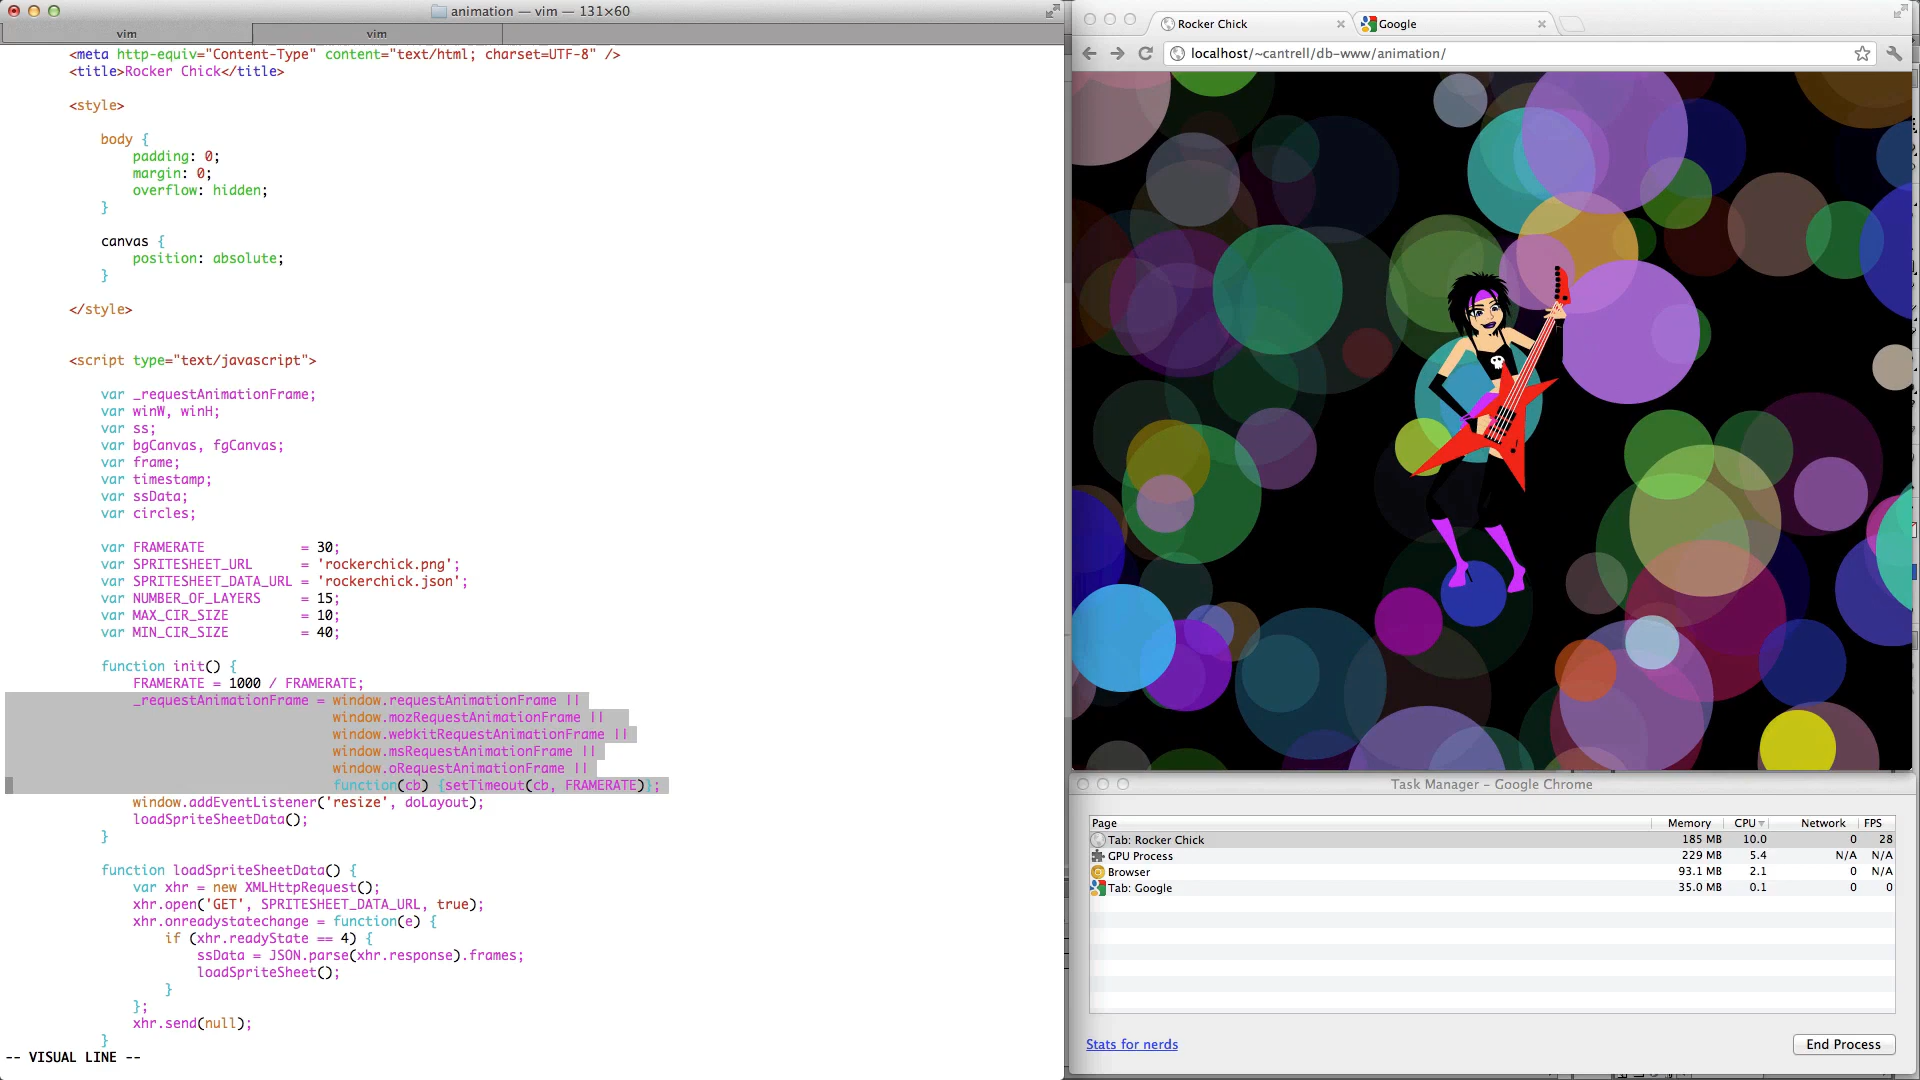 animation — vim — 131×60
vim
vim
<meta http-equiv="Content-Type" content="text/html; charset=UTF-8" />
<title>Rocker Chick</title>
<style>
body {
padding: 0;
margin: 0;
overflow: hidden;
}
canvas {
position: absolute;
}
</style>
<script type="text/javascript">
var _requestAnimationFrame;
var winW, winH;
var ss;
var bgCanvas, fgCanvas;
var frame;
var timestamp;
var ssData;
var circles;
var FRAMERATE = 30;
var SPRITESHEET_URL = 'rockerchick.png';
var SPRITESHEET_DATA_URL = 'rockerchick.json';
var NUMBER_OF_LAYERS = 15;
var MAX_CIR_SIZE = 10;
var MIN_CIR_SIZE = 40;
function init() {
FRAMERATE = 1000 / FRAMERATE;
_requestAnimationFrame = window.requestAnimationFrame ||
window.mozRequestAnimationFrame ||
window.webkitRequestAnimationFrame ||
window.msRequestAnimationFrame ||
window.oRequestAnimationFrame ||
function(cb) {setTimeout(cb, FRAMERATE)};
window.addEventListener('resize', doLayout);
loadSpriteSheetData();
}
function loadSpriteSheetData() {
var xhr = new XMLHttpRequest();
xhr.open('GET', SPRITESHEET_DATA_URL, true);
xhr.onreadystatechange = function(e) {
if (xhr.readyState == 4) {
ssData = JSON.parse(xhr.response).frames;
loadSpriteSheet();
}
};
xhr.send(null);
}
-- VISUAL LINE --
Rocker Chick
Google
localhost/~cantrell/db-www/animation/
Task Manager – Google Chrome
Page Memory CPU Network FPS
Tab: Rocker Chick 185 MB 10.0 0 28
GPU Process 229 MB 5.4 N/A N/A
Browser 93.1 MB 2.1 0 N/A
Tab: Google 35.0 MB 0.1 0 0
Stats for nerds
End Process